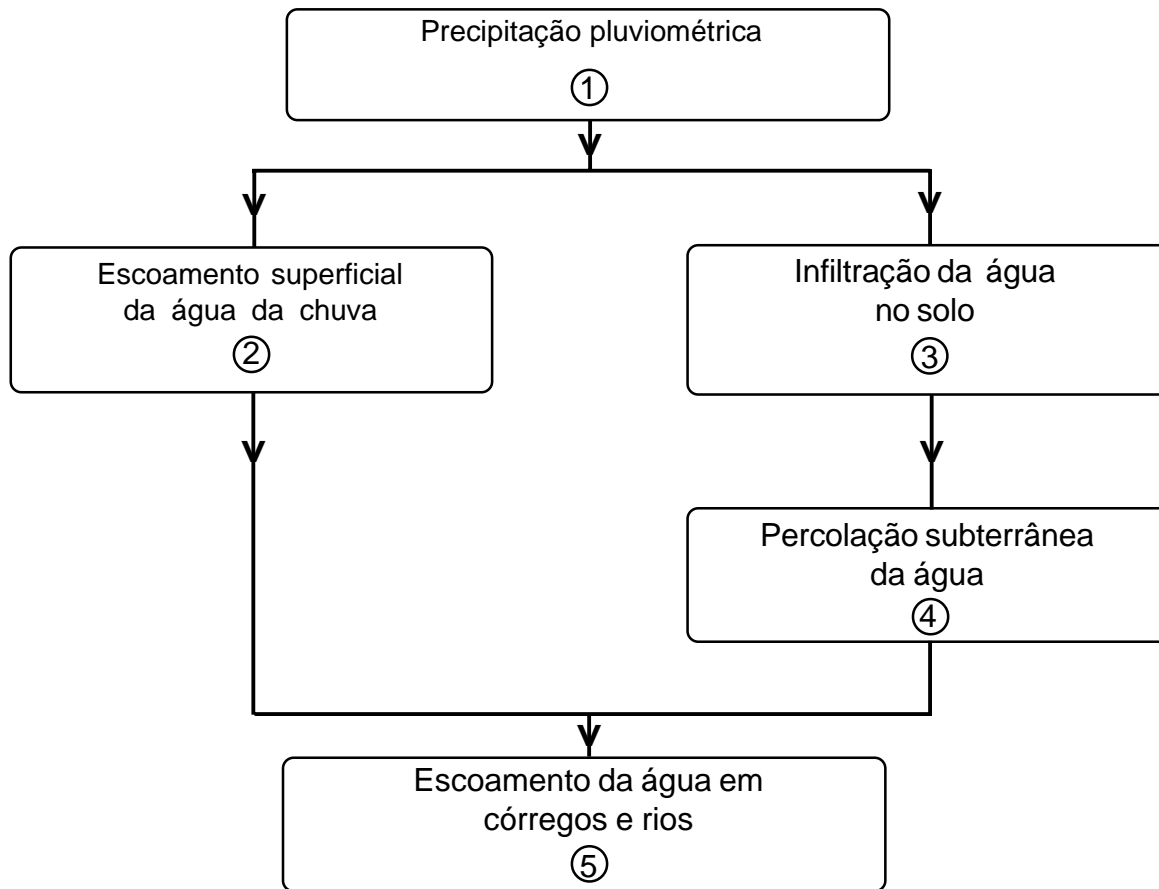 Precipitação pluviométrica
1
Escoamento superficial
da água da chuva
2
Infiltração da água
no solo
3
Percolação subterrânea
da água
4
Escoamento da água em
córregos e rios
5